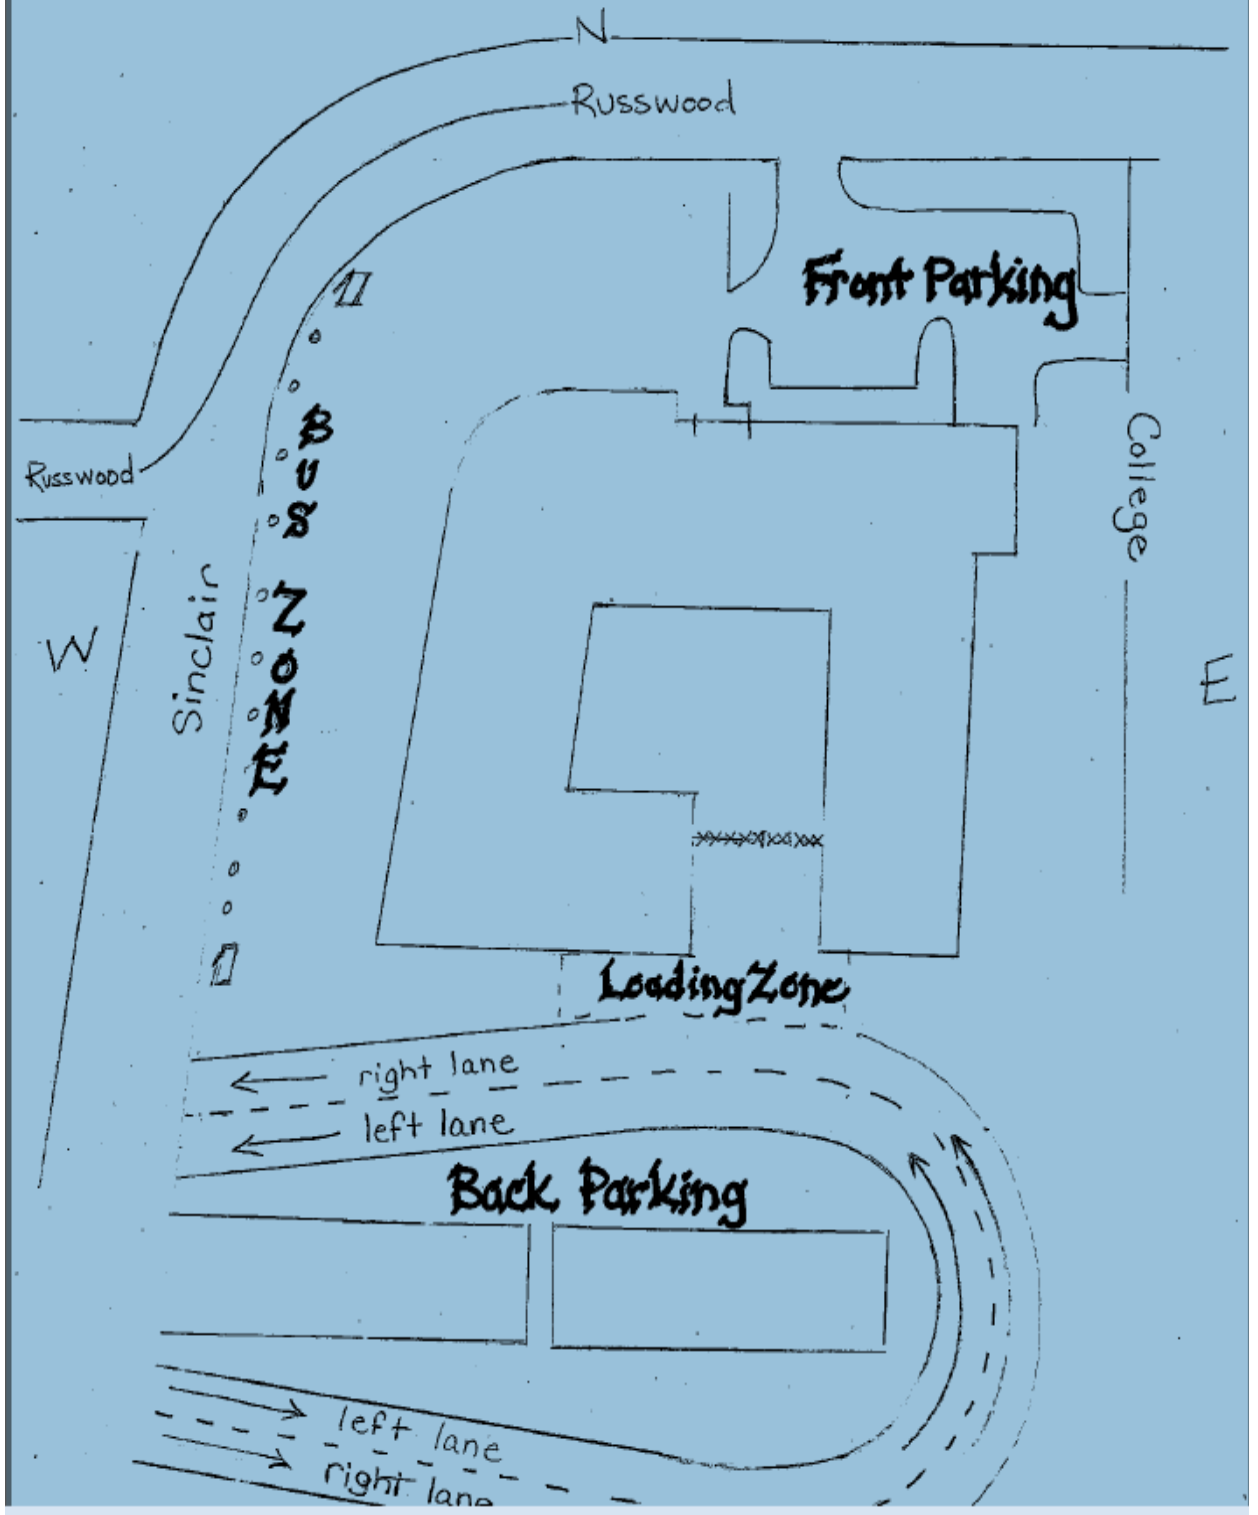 N
Russwood
Front Parking
College
Russwood
BUS ZONE
Sinclair
W
E
Loading Zone
right lane
left lane
Back Parking
left lane
right lane